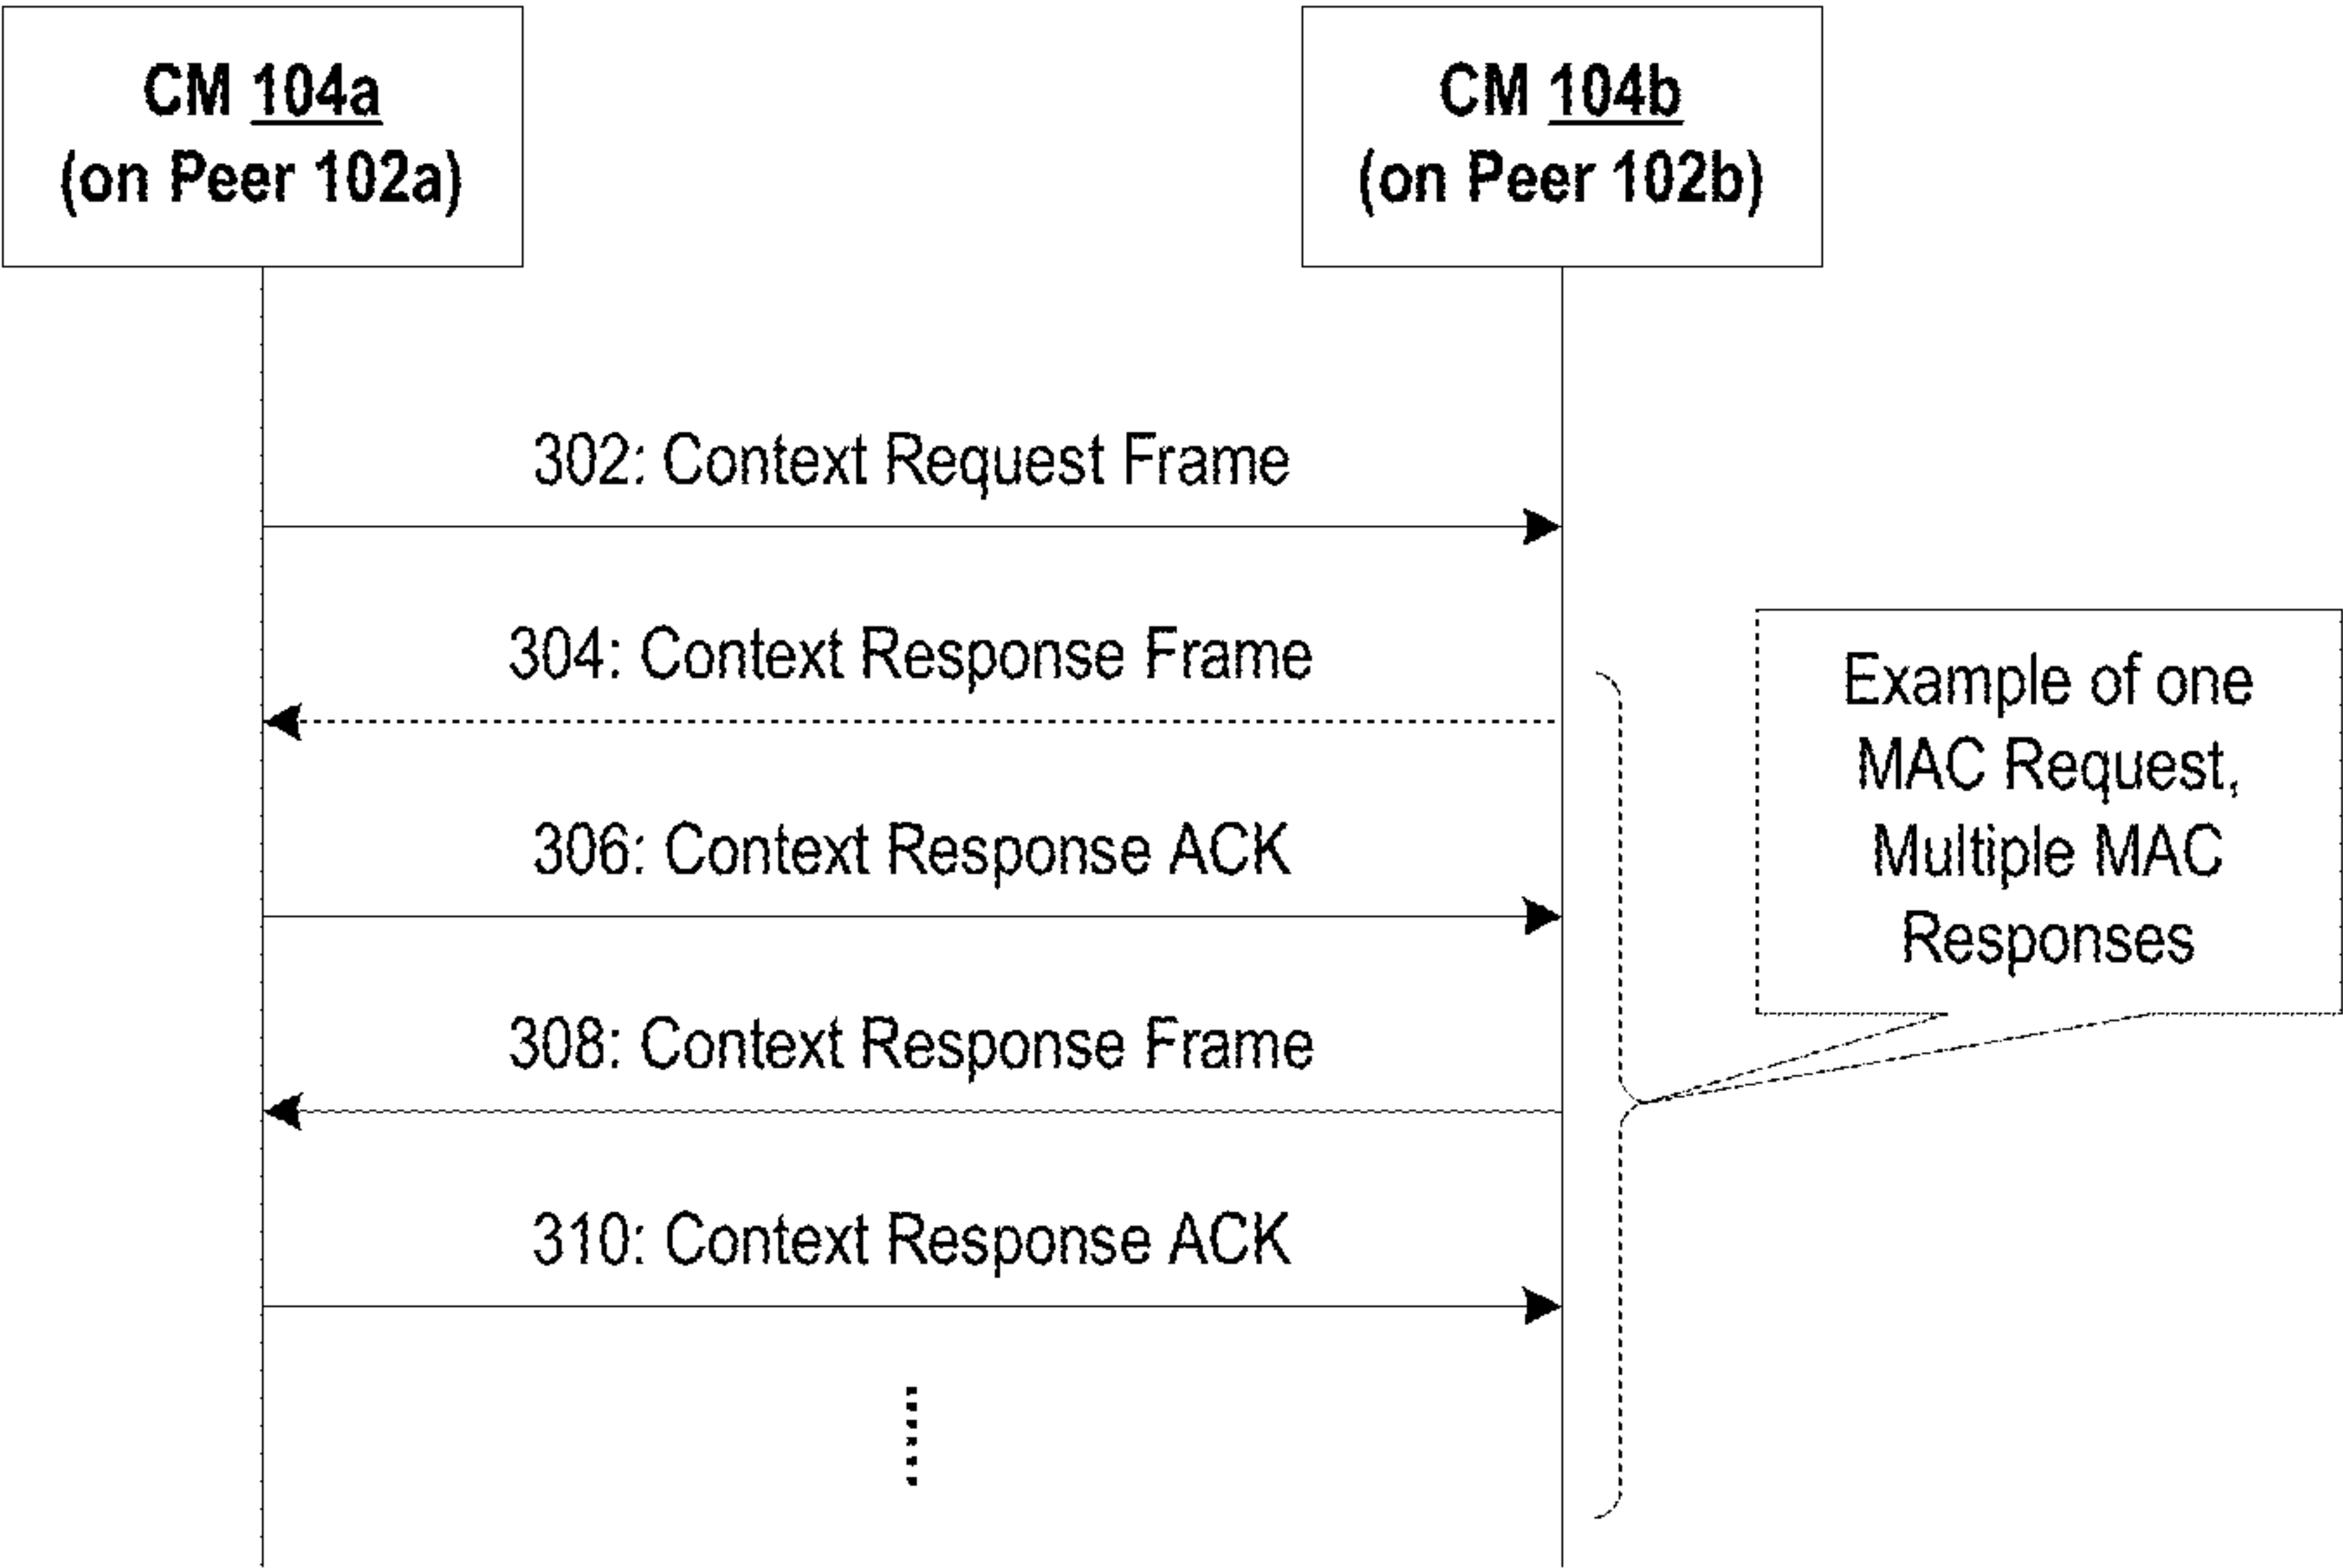 CM 104a
(on Peer 102a)
CM 104b
(on Peer 102b)
302: Context Request Frame
304: Context Response Frame
306: Context Response ACK
308: Context Response Frame
310: Context Response ACK
Example of one
MAC Request,
Multiple MAC
Responses